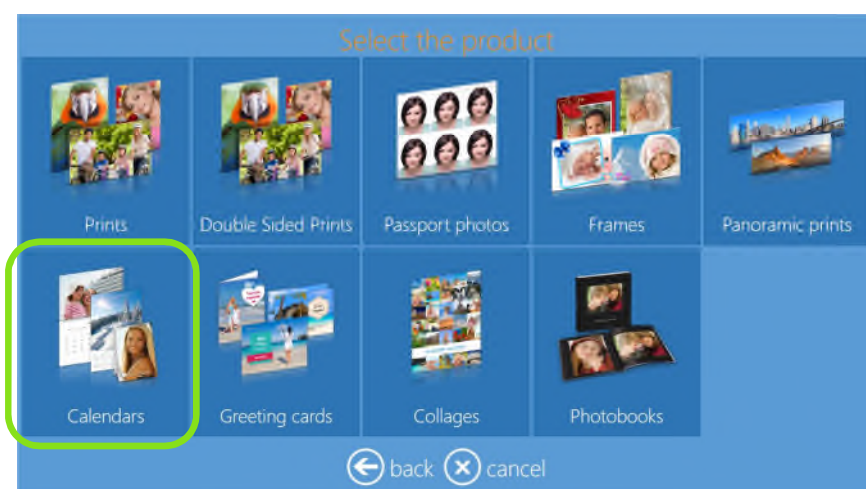 Select the product
Prints
Double Sided Prints
Passport photos
Frames
Panoramic prints
Calendars
Greeting cards
Collages
Photobooks
back cancel